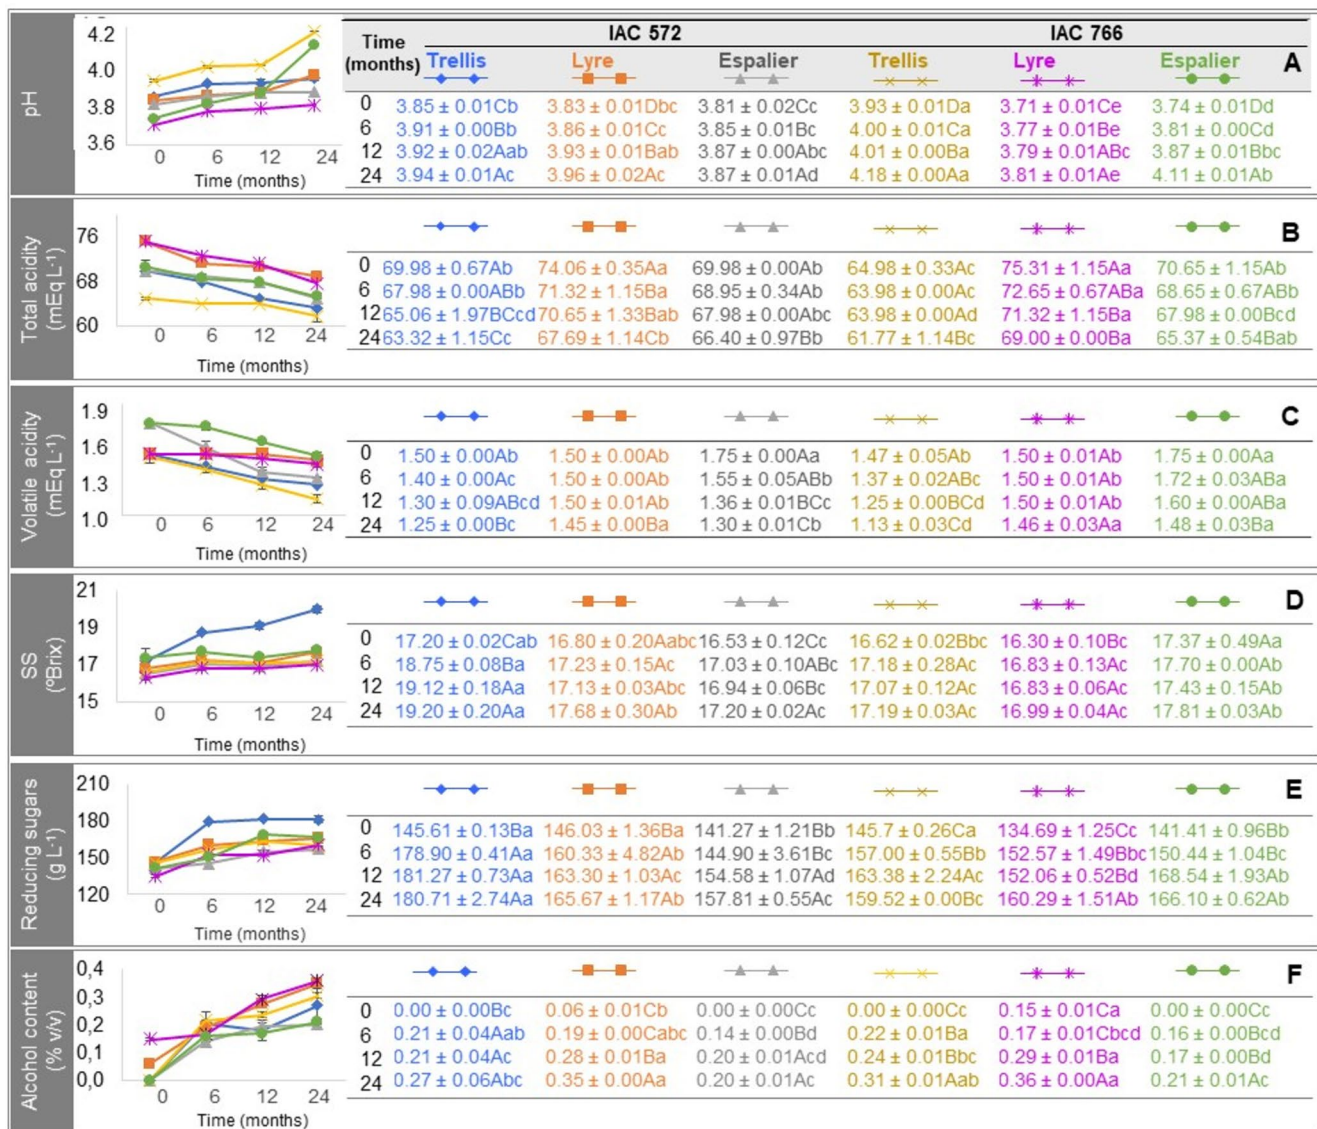 IAC 572 IAC 766
Time (months) Trellis Lyre Espalier Trellis Lyre Espalier A
pH
4.2
4.0
3.8
3.6
0 6 12 24
Time (months)
0 3.85 ± 0.01Cb 3.83 ± 0.01Dbc 3.81 ± 0.02Cc 3.93 ± 0.01Da 3.71 ± 0.01Ce 3.74 ± 0.01Dd
6 3.91 ± 0.00Bb 3.86 ± 0.01Cc 3.85 ± 0.01Bc 4.00 ± 0.01Ca 3.77 ± 0.01Be 3.81 ± 0.00Cd
12 3.92 ± 0.02Aab 3.93 ± 0.01Bab 3.87 ± 0.00Abc 4.01 ± 0.00Ba 3.79 ± 0.01ABc 3.87 ± 0.01Bbc
24 3.94 ± 0.01Ac 3.96 ± 0.02Ac 3.87 ± 0.01Ad 4.18 ± 0.00Aa 3.81 ± 0.01Ae 4.11 ± 0.01Ab
Total acidity
(mEq L-1)
76
68
60
0 6 12 24
Time (months)
B
0 69.98 ± 0.67Ab 74.06 ± 0.35Aa 69.98 ± 0.00Ab 64.98 ± 0.33Ac 75.31 ± 1.15Aa 70.65 ± 1.15Ab
6 67.98 ± 0.00ABb 71.32 ± 1.15Ba 68.95 ± 0.34Ab 63.98 ± 0.00Ac 72.65 ± 0.67ABa 68.65 ± 0.67ABb
12 65.06 ± 1.97BCcd 70.65 ± 1.33Bab 67.98 ± 0.00Abc 63.98 ± 0.00Ad 71.32 ± 1.15Ba 67.98 ± 0.00Bcd
24 63.32 ± 1.15Cc 67.69 ± 1.14Cb 66.40 ± 0.97Bb 61.77 ± 1.14Bc 69.00 ± 0.00Ba 65.37 ± 0.54Bab
Volatile acidity
(mEq L-1)
1.9
1.6
1.3
1.0
0 6 12 24
Time (months)
C
0 1.50 ± 0.00Ab 1.50 ± 0.00Ab 1.75 ± 0.00Aa 1.47 ± 0.05Ab 1.50 ± 0.01Ab 1.75 ± 0.00Aa
6 1.40 ± 0.00Ac 1.50 ± 0.00Ab 1.55 ± 0.05ABb 1.37 ± 0.02ABc 1.50 ± 0.01Ab 1.72 ± 0.03ABa
12 1.30 ± 0.09ABcd 1.50 ± 0.01Ab 1.36 ± 0.01BCc 1.25 ± 0.00BCd 1.50 ± 0.01Ab 1.60 ± 0.00ABa
24 1.25 ± 0.00Bc 1.45 ± 0.00Ba 1.30 ± 0.01Cb 1.13 ± 0.03Cd 1.46 ± 0.03Aa 1.48 ± 0.03Ba
SS
(ºBrix)
21
19
17
15
0 6 12 24
Time (months)
D
0 17.20 ± 0.02Cab 16.80 ± 0.20Aabc 16.53 ± 0.12Cc 16.62 ± 0.02Bbc 16.30 ± 0.10Bc 17.37 ± 0.49Aa
6 18.75 ± 0.08Ba 17.23 ± 0.15Ac 17.03 ± 0.10ABc 17.18 ± 0.28Ac 16.83 ± 0.13Ac 17.70 ± 0.00Ab
12 19.12 ± 0.18Aa 17.13 ± 0.03Abc 16.94 ± 0.06Bc 17.07 ± 0.12Ac 16.83 ± 0.06Ac 17.43 ± 0.15Ab
24 19.20 ± 0.20Aa 17.68 ± 0.30Ab 17.20 ± 0.02Ac 17.19 ± 0.03Ac 16.99 ± 0.04Ac 17.81 ± 0.03Ab
Reducing sugars
(g L-1)
210
180
150
120
0 6 12 24
Time (months)
E
0 145.61 ± 0.13Ba 146.03 ± 1.36Ba 141.27 ± 1.21Bb 145.7 ± 0.26Ca 134.69 ± 1.25Cc 141.41 ± 0.96Bb
6 178.90 ± 0.41Aa 160.33 ± 4.82Ab 144.90 ± 3.61Bc 157.00 ± 0.55Bb 152.57 ± 1.49Bbc 150.44 ± 1.04Bc
12 181.27 ± 0.73Aa 163.30 ± 1.03Ac 154.58 ± 1.07Ad 163.38 ± 2.24Ac 152.06 ± 0.52Bd 168.54 ± 1.93Ab
24 180.71 ± 2.74Aa 165.67 ± 1.17Ab 157.81 ± 0.55Ac 159.52 ± 0.00Bc 160.29 ± 1.51Ab 166.10 ± 0.62Ab
Alcohol content
(% v/v)
0,4
0,3
0,2
0,1
0,0
0 6 12 24
Time (months)
F
0 0.00 ± 0.00Bc 0.06 ± 0.01Cb 0.00 ± 0.00Cc 0.00 ± 0.00Cc 0.15 ± 0.01Ca 0.00 ± 0.00Cc
6 0.21 ± 0.04Aab 0.19 ± 0.00Cabc 0.14 ± 0.00Bd 0.22 ± 0.01Ba 0.17 ± 0.01Cbcd 0.16 ± 0.00Bcd
12 0.21 ± 0.04Ac 0.28 ± 0.01Ba 0.20 ± 0.01Acd 0.24 ± 0.01Bbc 0.29 ± 0.01Ba 0.17 ± 0.00Bd
24 0.27 ± 0.06Abc 0.35 ± 0.00Aa 0.20 ± 0.01Ac 0.31 ± 0.01Aab 0.36 ± 0.00Aa 0.21 ± 0.01Ac